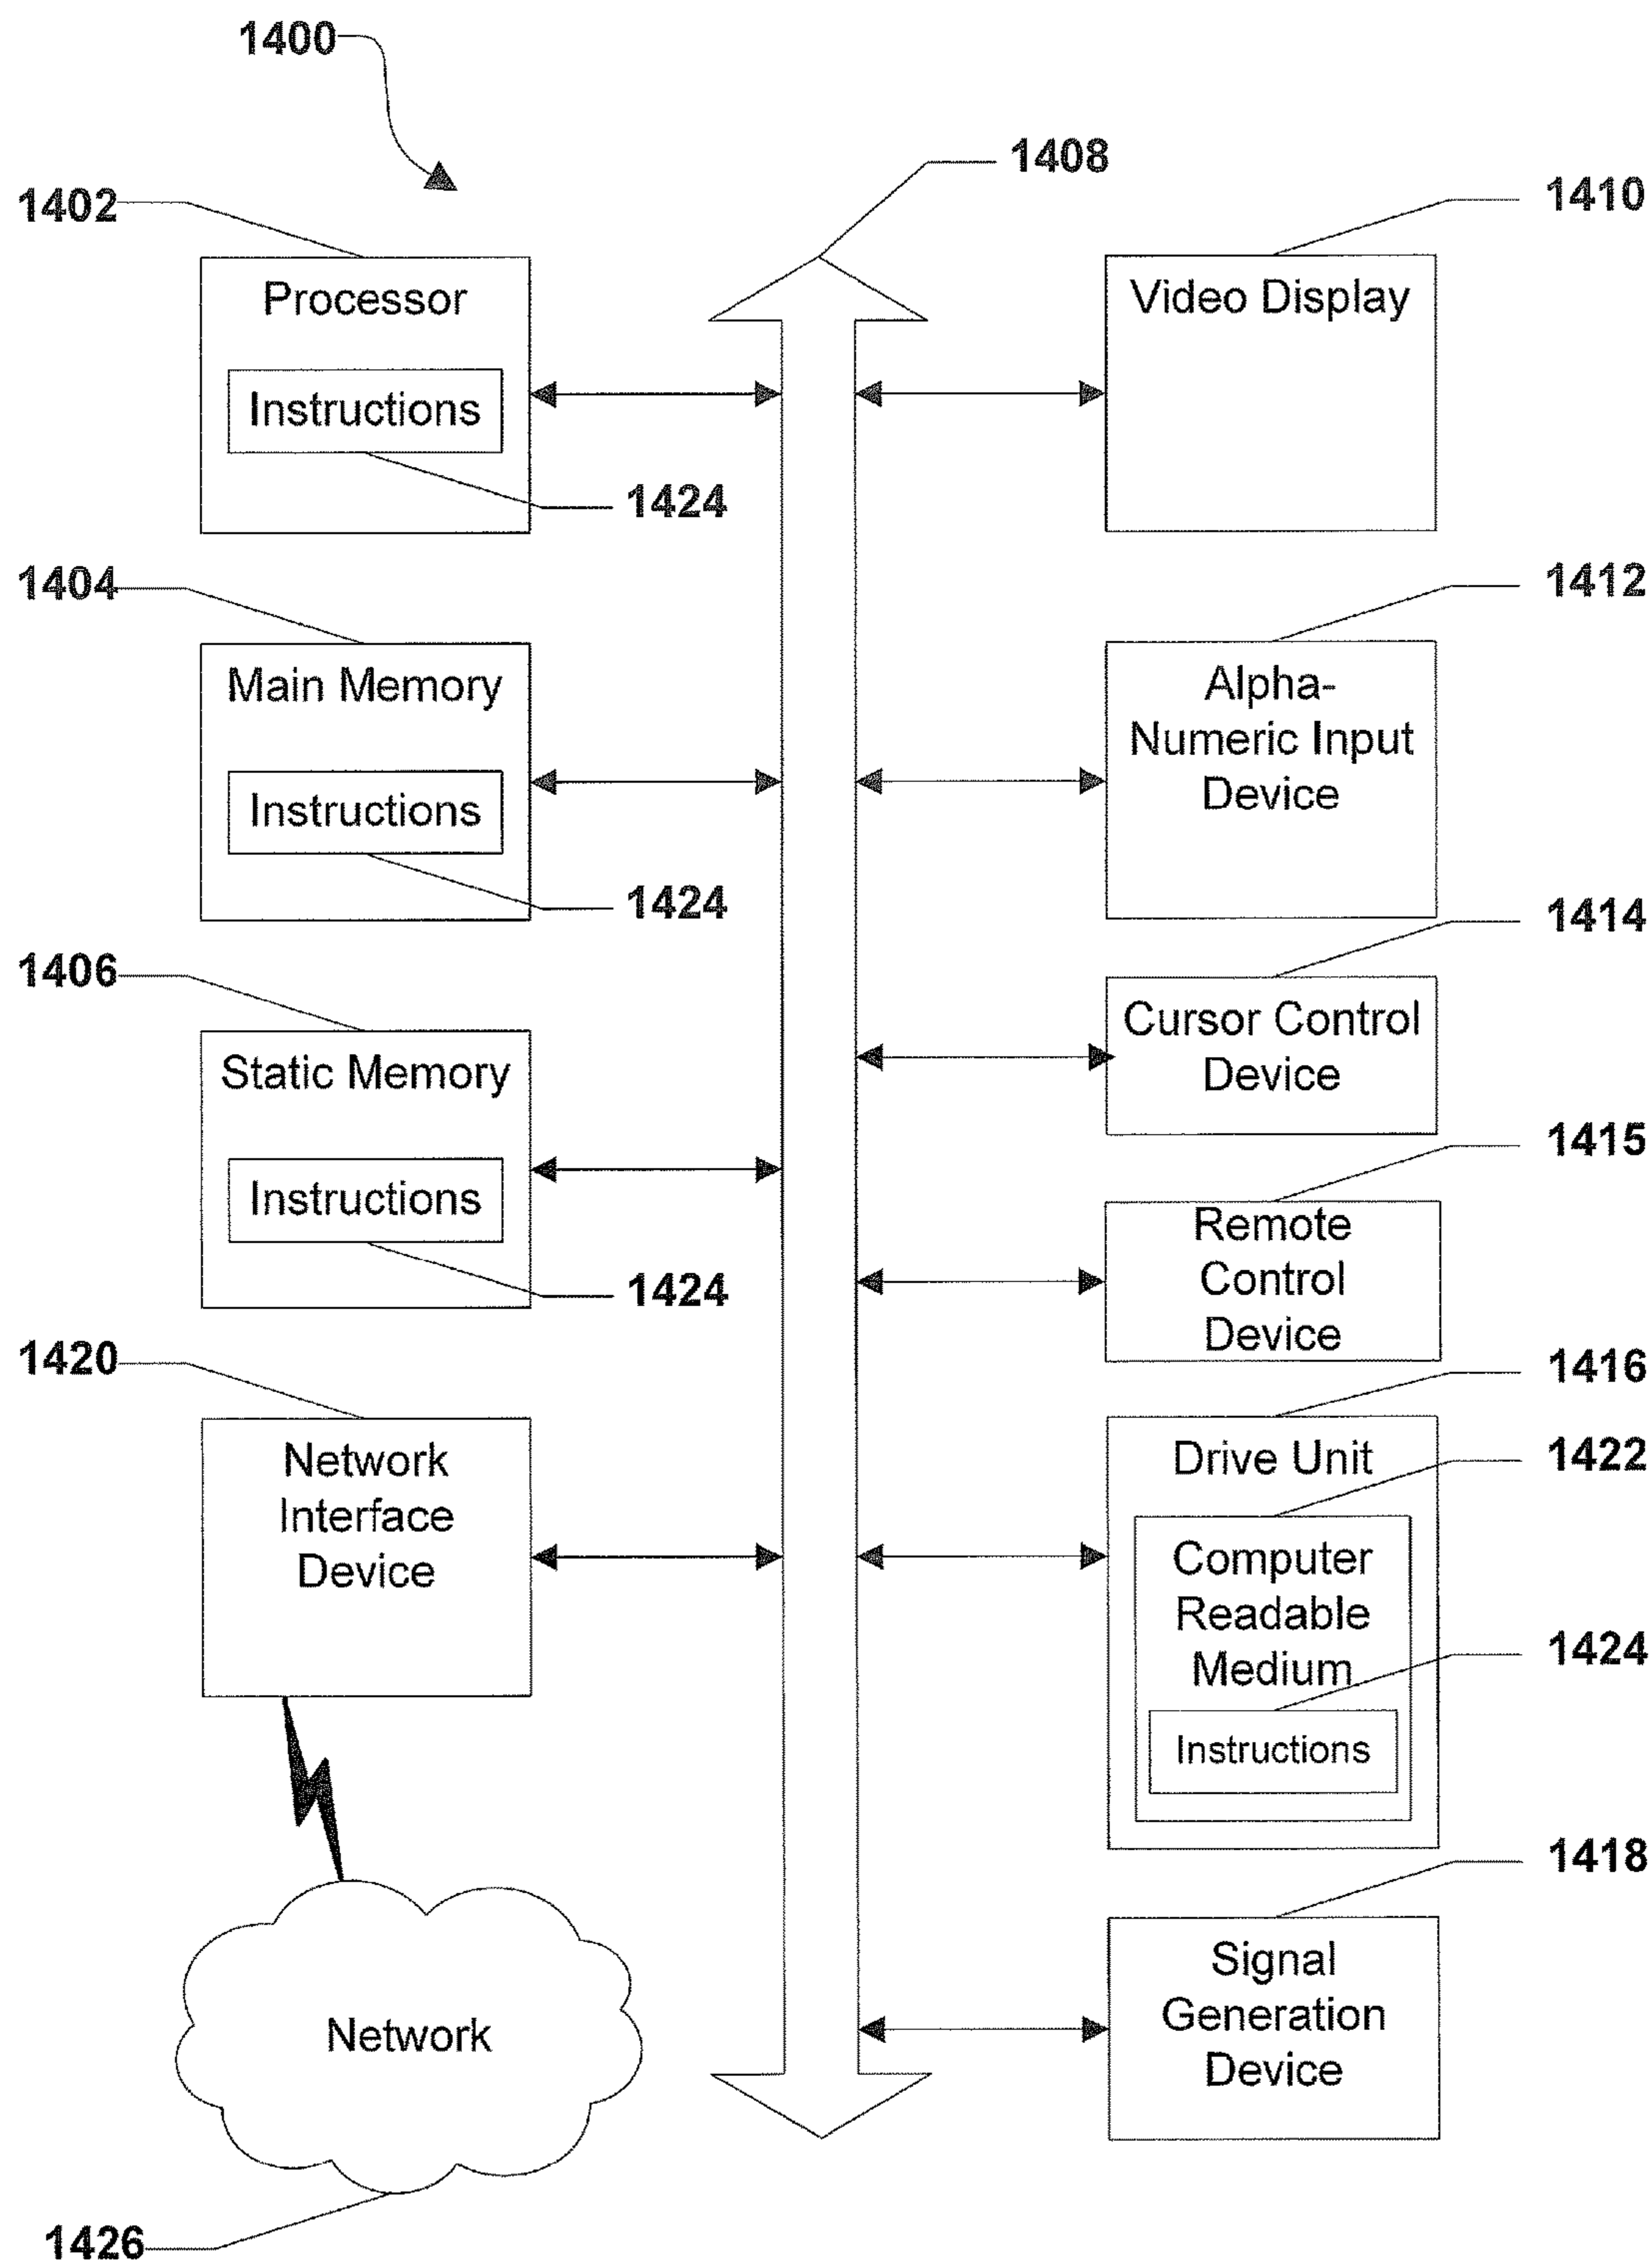 1400
1408
1402
1410
Processor
Instructions
1424
Video Display
1404
1412
Main Memory
Instructions
1424
Alpha-
Numeric Input
Device
1406
1414
Static Memory
Instructions
1424
Cursor Control
Device
1415
Remote
Control
Device
1420
1416
Network
Interface
Device
Drive Unit
1422
Computer
Readable
Medium
1424
Instructions
1418
Network
Signal
Generation
Device
1426